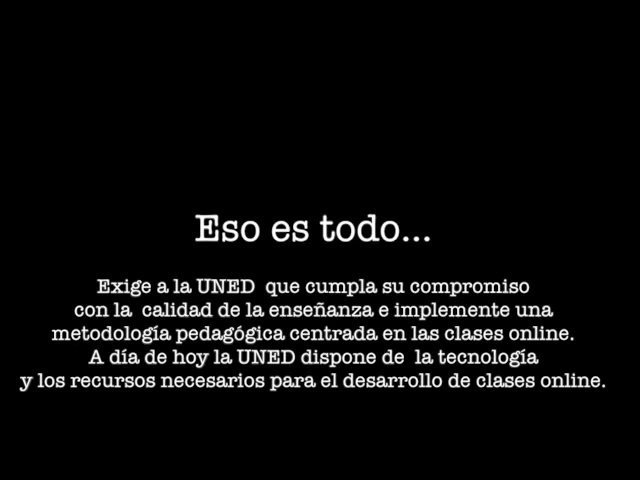 Eso es todo...
Exige a la UNED que cumpla su compromiso
con la calidad de la enseñanza e implemente una
metodología pedagógica centrada en las clases online.
A día de hoy la UNED dispone de la tecnología
y los recursos necesarios para el desarrollo de clases online.